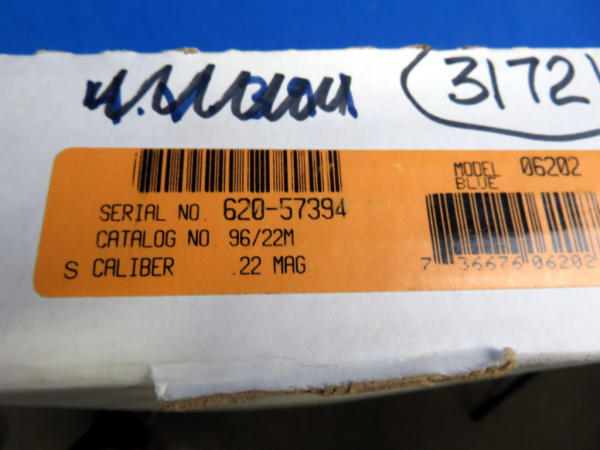 3172
MODEL 06202
BLUE
SERIAL NO. 620-57394
CATALOG NO. 96/22M
S CALIBER .22 MAG
7 36676 06202